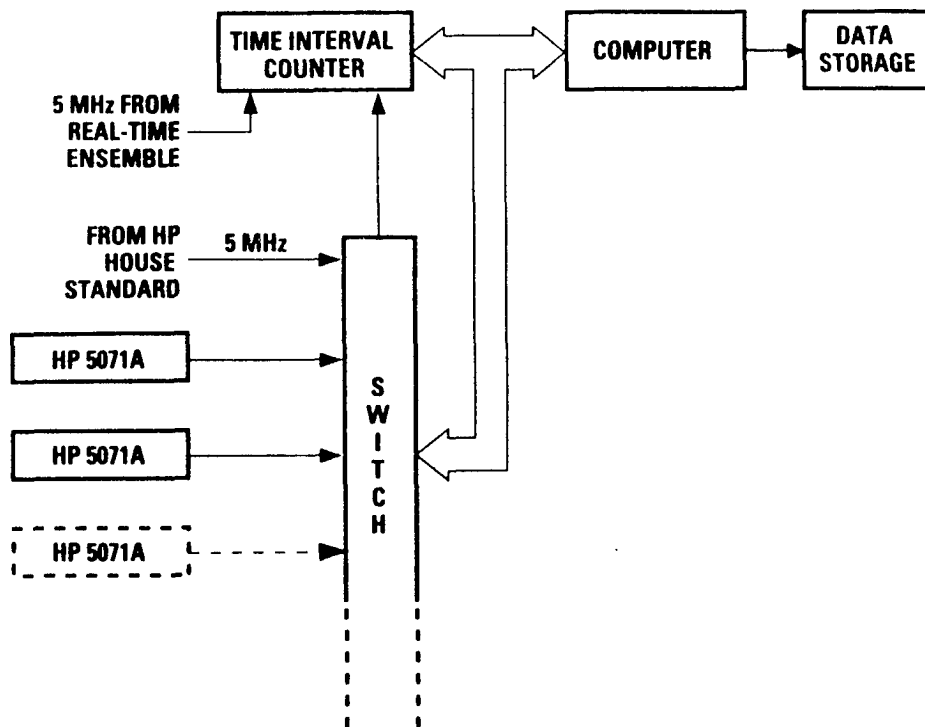 TIME INTERVAL
COUNTER
COMPUTER
DATA
STORAGE
5 MHz FROM
REAL-TIME
ENSEMBLE
FROM HP
HOUSE
STANDARD
5 MHz
HP 5071A
HP 5071A
HP 5071A
S
W
I
T
C
H